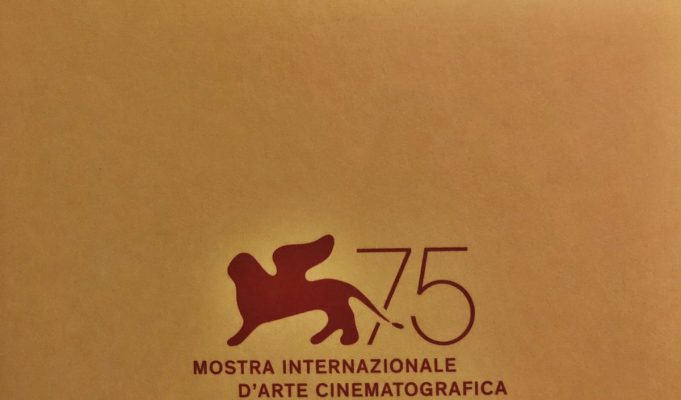 75
MOSTRA INTERNAZIONALE
D'ARTE CINEMATOGRAFICA